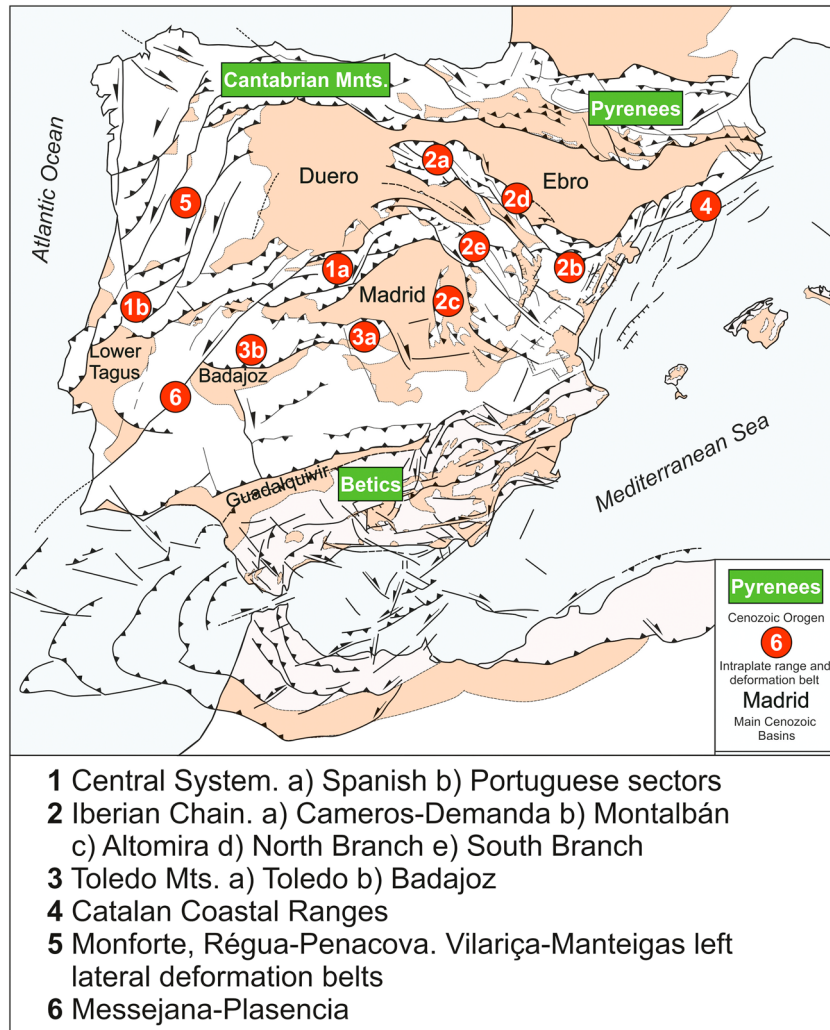 Cantabrian Mnts.
Pyrenees
Atlantic Ocean
2a
Duero
Ebro
5
2d
4
2e
1a
2b
Madrid
2c
1b
3a
3b
Lower
Tagus
Badajoz
6
Mediterranean Sea
Guadalquivir
Betics
Pyrenees
Cenozoic Orogen
6
Intraplate range and
deformation belt
Madrid
Main Cenozoic
Basins
1 Central System. a) Spanish b) Portuguese sectors
2 Iberian Chain. a) Cameros-Demanda b) Montalbán
c) Altomira d) North Branch e) South Branch
3 Toledo Mts. a) Toledo b) Badajoz
4 Catalan Coastal Ranges
5 Monforte, Régua-Penacova. Vilariça-Manteigas left
lateral deformation belts
6 Messejana-Plasencia